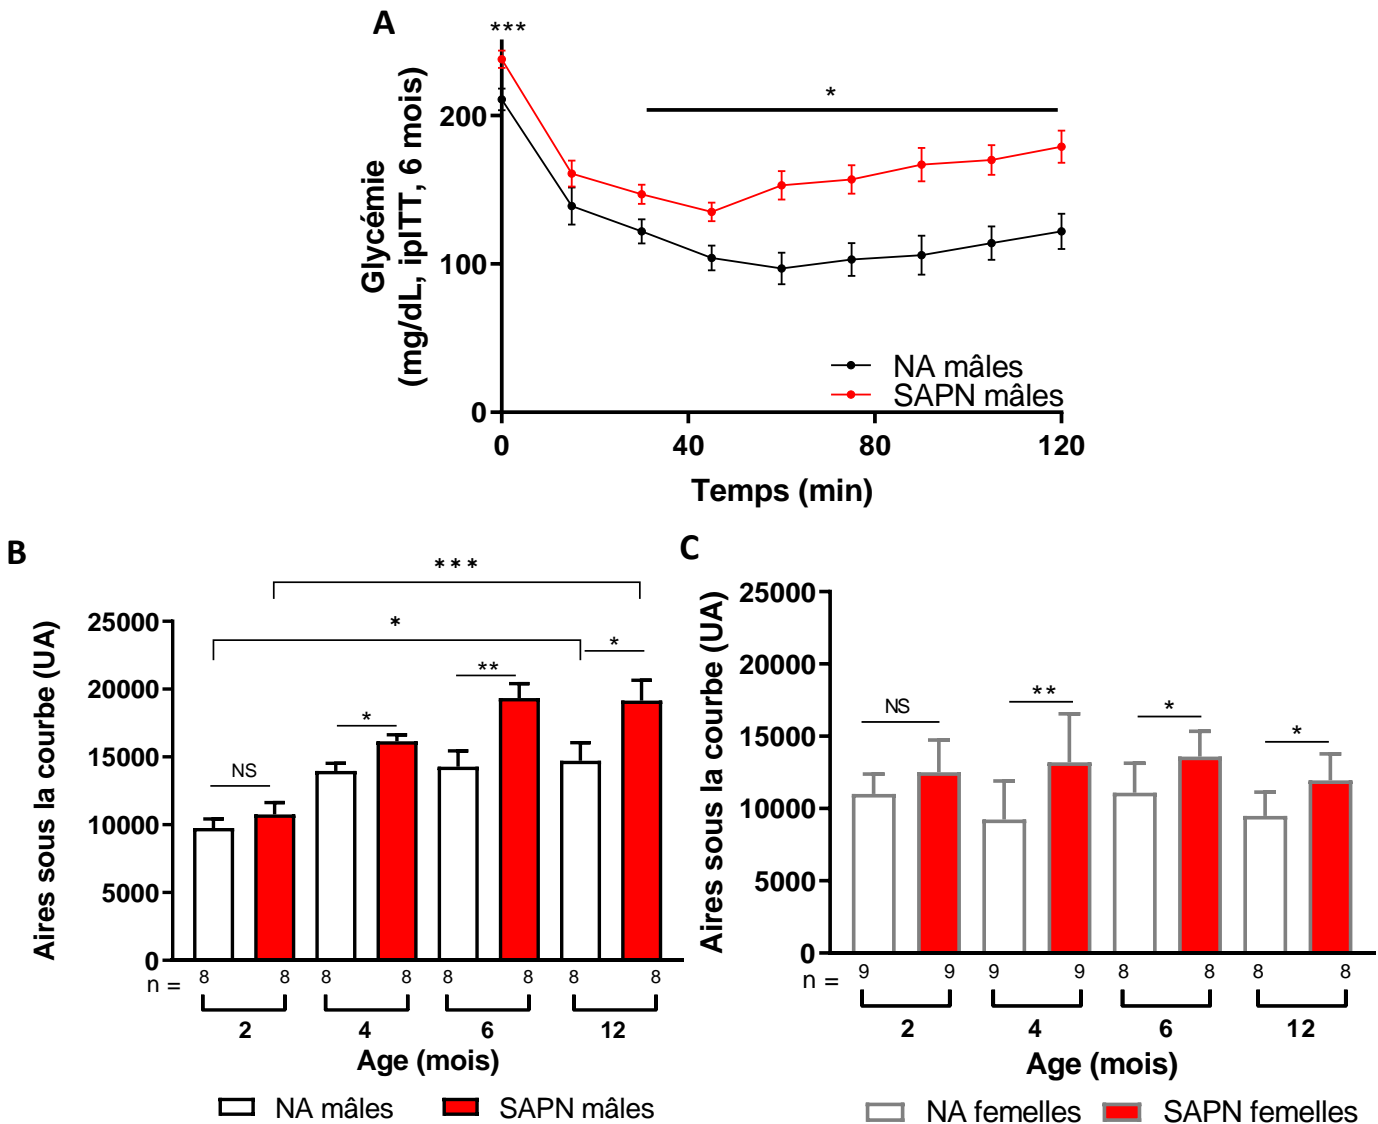 A
***
*
Glycémie
(mg/dL, ipITT, 6 mois)
200
100
0
0 40 80 120
Temps (min)
NA mâles
SAPN mâles
B
***
*
*
**
*
NS
Aires sous la courbe (UA)
25000
20000
15000
10000
5000
0
n = 8 8 8 8 8 8 8 8
2 4 6 12
Age (mois)
NA mâles SAPN mâles
C
Aires sous la courbe (UA)
25000
20000
15000
10000
5000
0
NS ** * *
n = 9 9 9 9 8 8 8 8
2 4 6 12
Age (mois)
NA femelles SAPN femelles